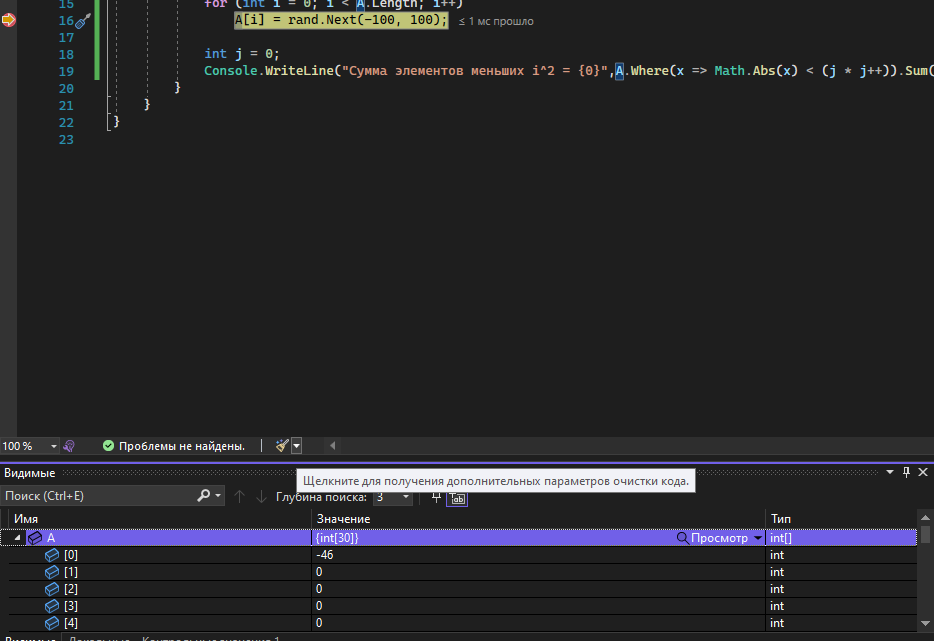 15 for (int i = 0; i < A.Length; i++)
16 A[i] = rand.Next(-100, 100); ≤ 1 мс прошло
17
18 int j = 0;
19 Console.WriteLine("Сумма элементов меньших i^2 = {0}",A.Where(x => Math.Abs(x) < (j * j++)).Sum(
20 }
21 }
22 }
23
100 % Проблемы не найдены.
Видимые
Щелкните для получения дополнительных параметров очистки кода.
Поиск (Ctrl+E) Глубина поиска: 3
Имя Значение Тип
A {int[30]} Просмотр int[]
[0] -46 int
[1] 0 int
[2] 0 int
[3] 0 int
[4] 0 int
Видимые Локальные Контрольные значения 1